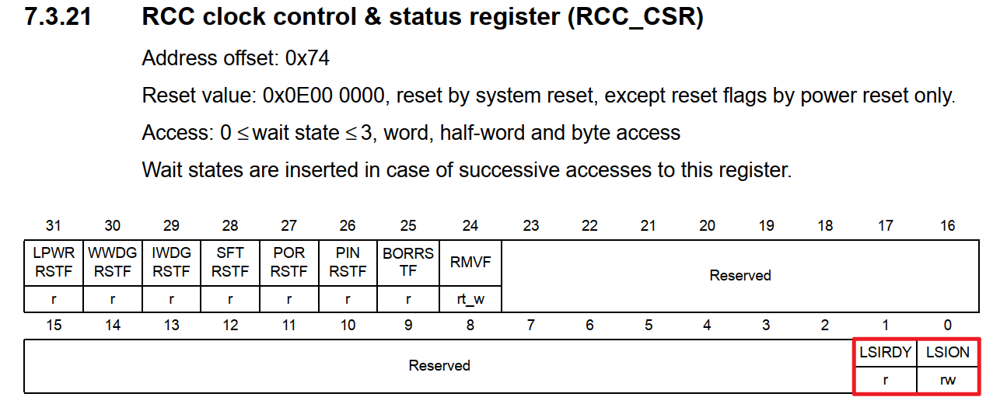 7.3.21 RCC clock control & status register (RCC_CSR)
Address offset: 0x74
Reset value: 0x0E00 0000, reset by system reset, except reset flags by power reset only.
Access: 0 ≤ wait state ≤ 3, word, half-word and byte access
Wait states are inserted in case of successive accesses to this register.
31 30 29 28 27 26 25 24 23 22 21 20 19 18 17 16
LPWR WWDG IWDG SFT POR PIN BORRS RMVF Reserved
RSTF RSTF RSTF RSTF RSTF RSTF TF
r r r r r r r rt_w
15 14 13 12 11 10 9 8 7 6 5 4 3 2 1 0
Reserved LSIRDY LSION
r rw